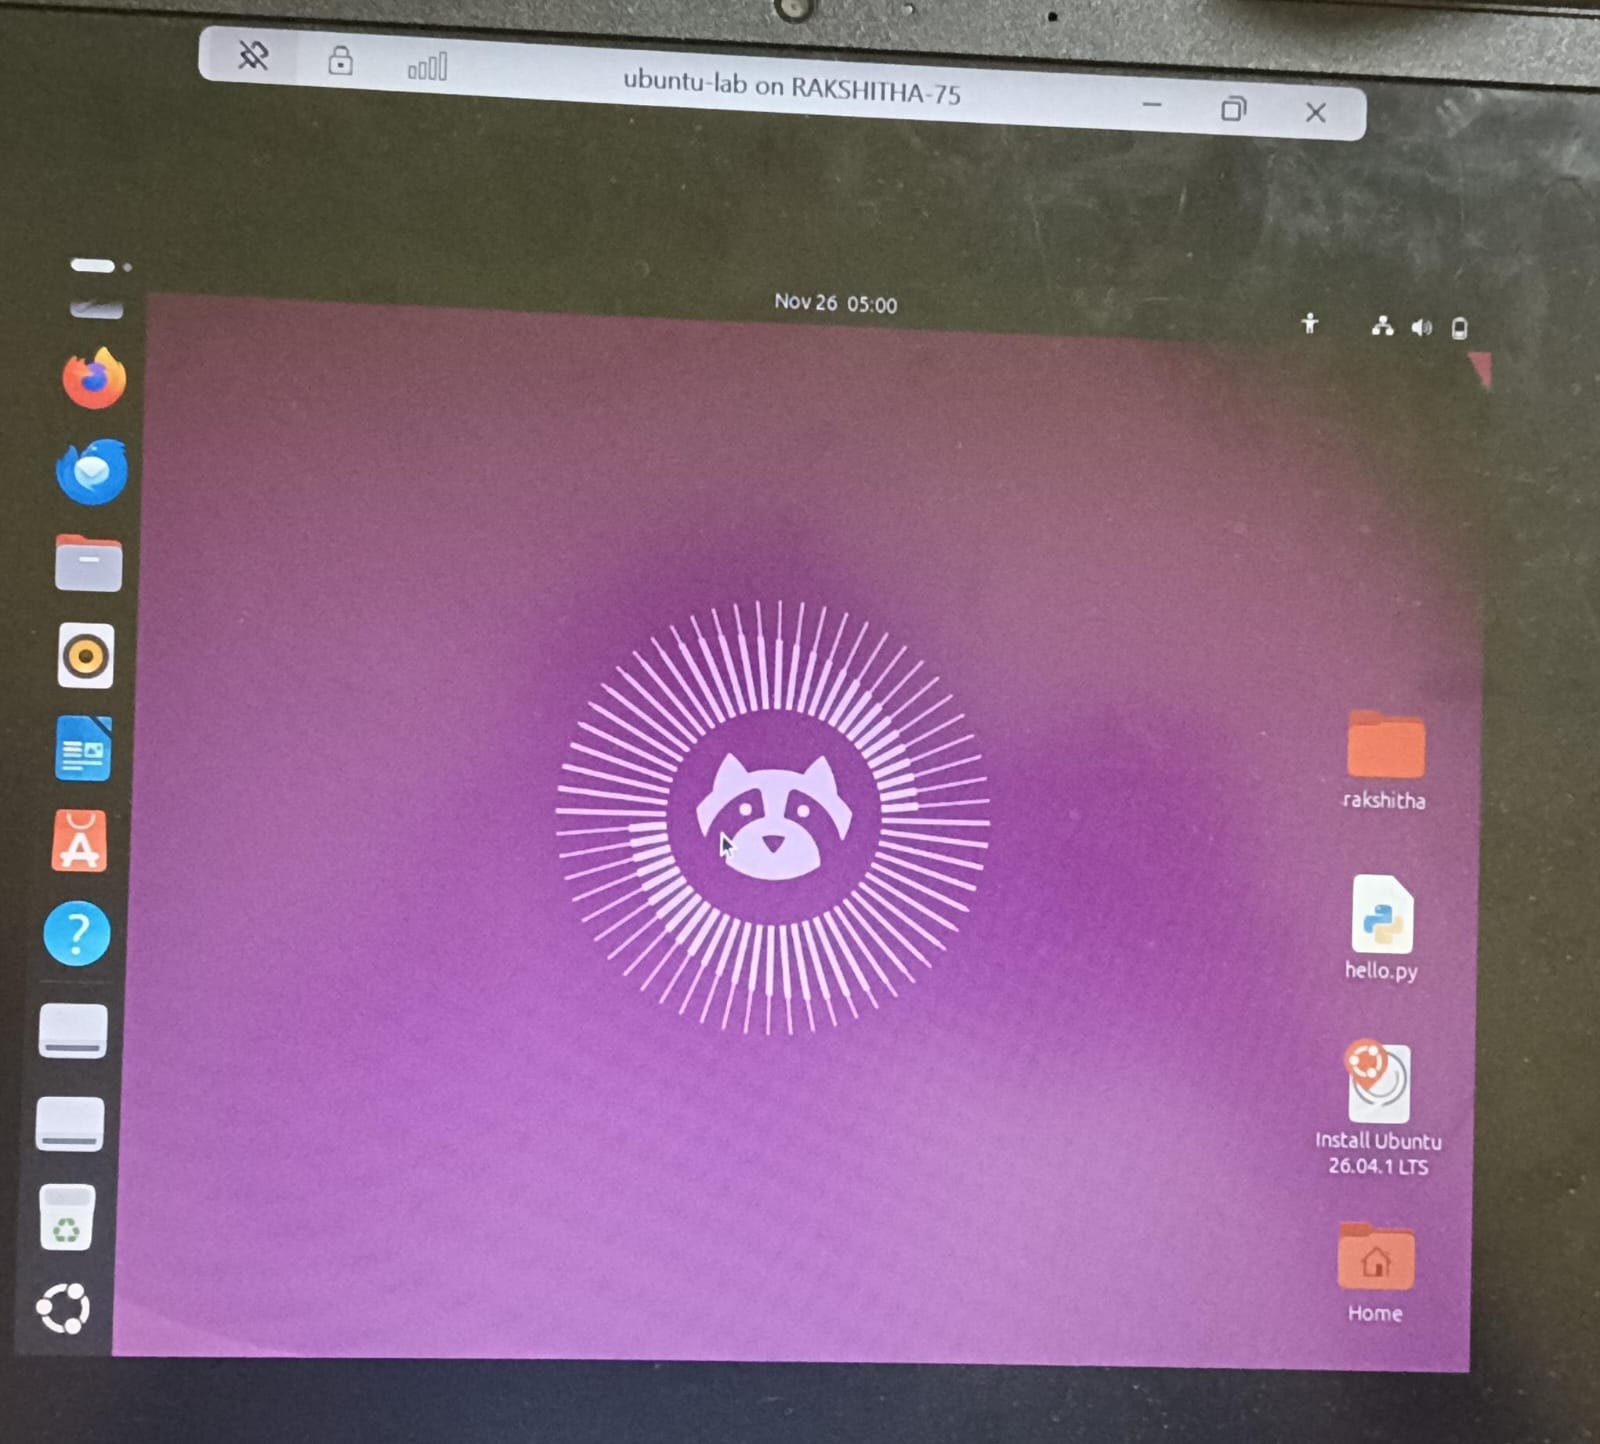 ubuntu-lab on RAKSHITHA-75
Nov 26 05:00
rakshitha
hello.py
Install Ubuntu
26.04.1 LTS
Home